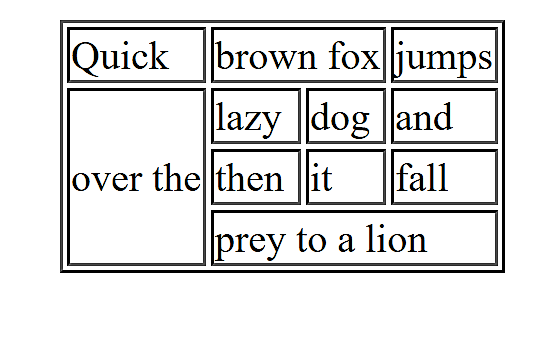 Quick brown fox jumps
over the lazy dog and
then it fall
prey to a lion